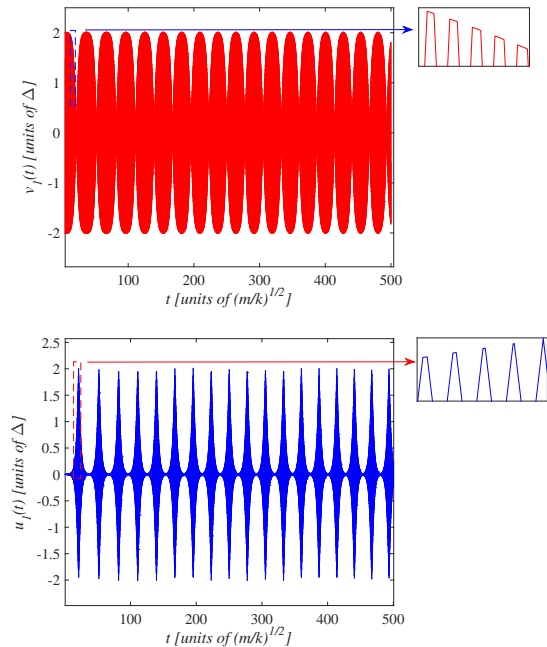 2
1
0
-1
-2
v_1(t) [units of Δ]
100 200 300 400 500
t [units of (m/k)^{1/2}]
2.5
2
1.5
1
0.5
0
-0.5
-1
-1.5
-2
u_1(t) [units of Δ]
100 200 300 400 500
t [units of (m/k)^{1/2}]